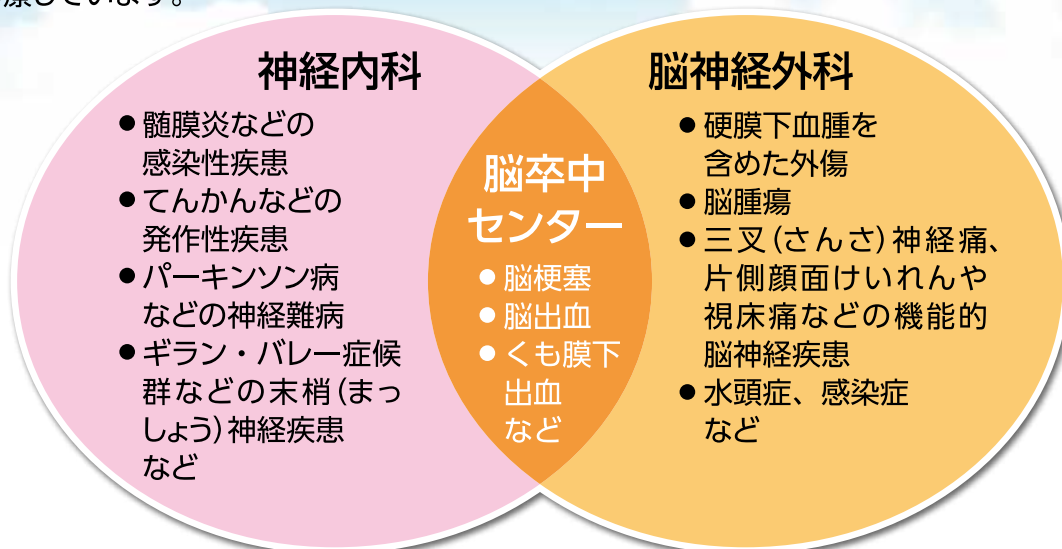 療しています。
神経内科
●髄膜炎などの
感染性疾患
●てんかんなどの
発作性疾患
●パーキンソン病
などの神経難病
●ギラン・バレー症候
群などの末梢(まっ
しょう)神経疾患
など
脳卒中
センター
●脳梗塞
●脳出血
●くも膜下
出血
など
脳神経外科
●硬膜下血腫を
含めた外傷
●脳腫瘍
●三叉(さんさ)神経痛、
片側顔面けいれんや
視床痛などの機能的
脳神経疾患
●水頭症、感染症
など